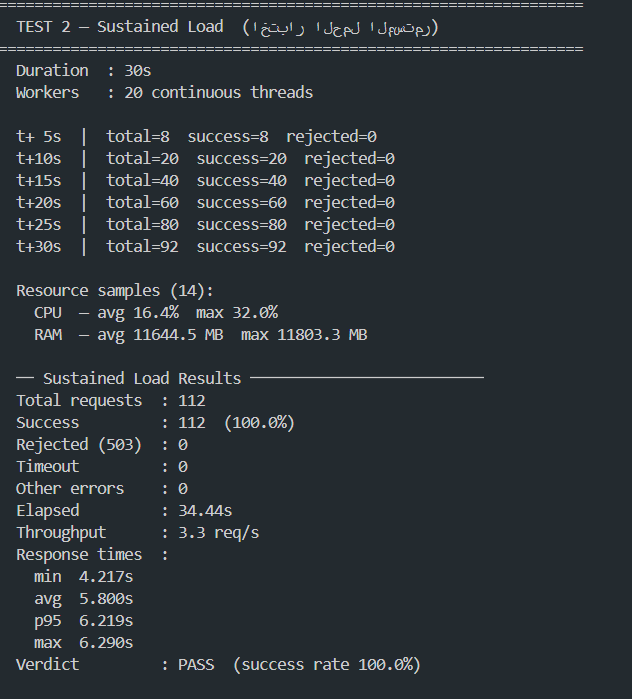 ============================================================
TEST 2 — Sustained Load (اختبار الحمل المستمر)
============================================================
Duration : 30s
Workers : 20 continuous threads
t+ 5s | total=8 success=8 rejected=0
t+10s | total=20 success=20 rejected=0
t+15s | total=40 success=40 rejected=0
t+20s | total=60 success=60 rejected=0
t+25s | total=80 success=80 rejected=0
t+30s | total=92 success=92 rejected=0
Resource samples (14):
CPU — avg 16.4% max 32.0%
RAM — avg 11644.5 MB max 11803.3 MB
── Sustained Load Results ──────────────────────────
Total requests : 112
Success : 112 (100.0%)
Rejected (503) : 0
Timeout : 0
Other errors : 0
Elapsed : 34.44s
Throughput : 3.3 req/s
Response times :
min 4.217s
avg 5.800s
p95 6.219s
max 6.290s
Verdict : PASS (success rate 100.0%)